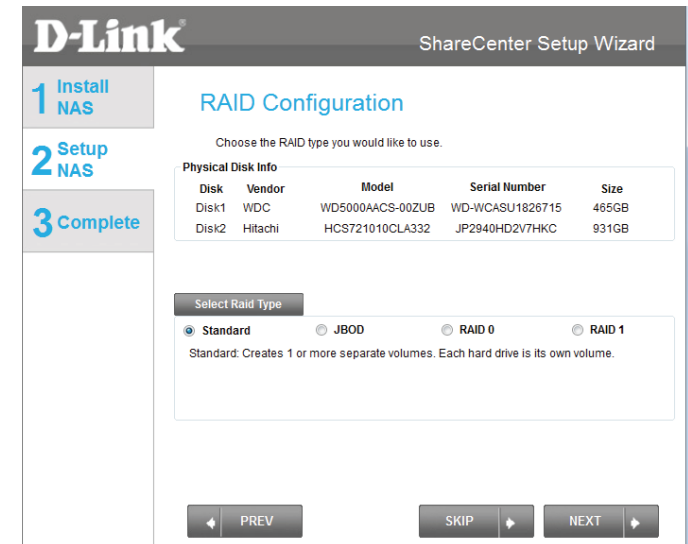 D-Link
ShareCenter Setup Wizard
1 Install NAS
2 Setup NAS
3 Complete
RAID Configuration
Choose the RAID type you would like to use.
Physical Disk Info
Disk Vendor Model Serial Number Size
Disk1 WDC WD5000AACS-00ZUB WD-WCASU1826715 465GB
Disk2 Hitachi HCS721010CLA332 JP2940HD2V7HKC 931GB
Select Raid Type
Standard JBOD RAID 0 RAID 1
Standard: Creates 1 or more separate volumes. Each hard drive is its own volume.
PREV SKIP NEXT